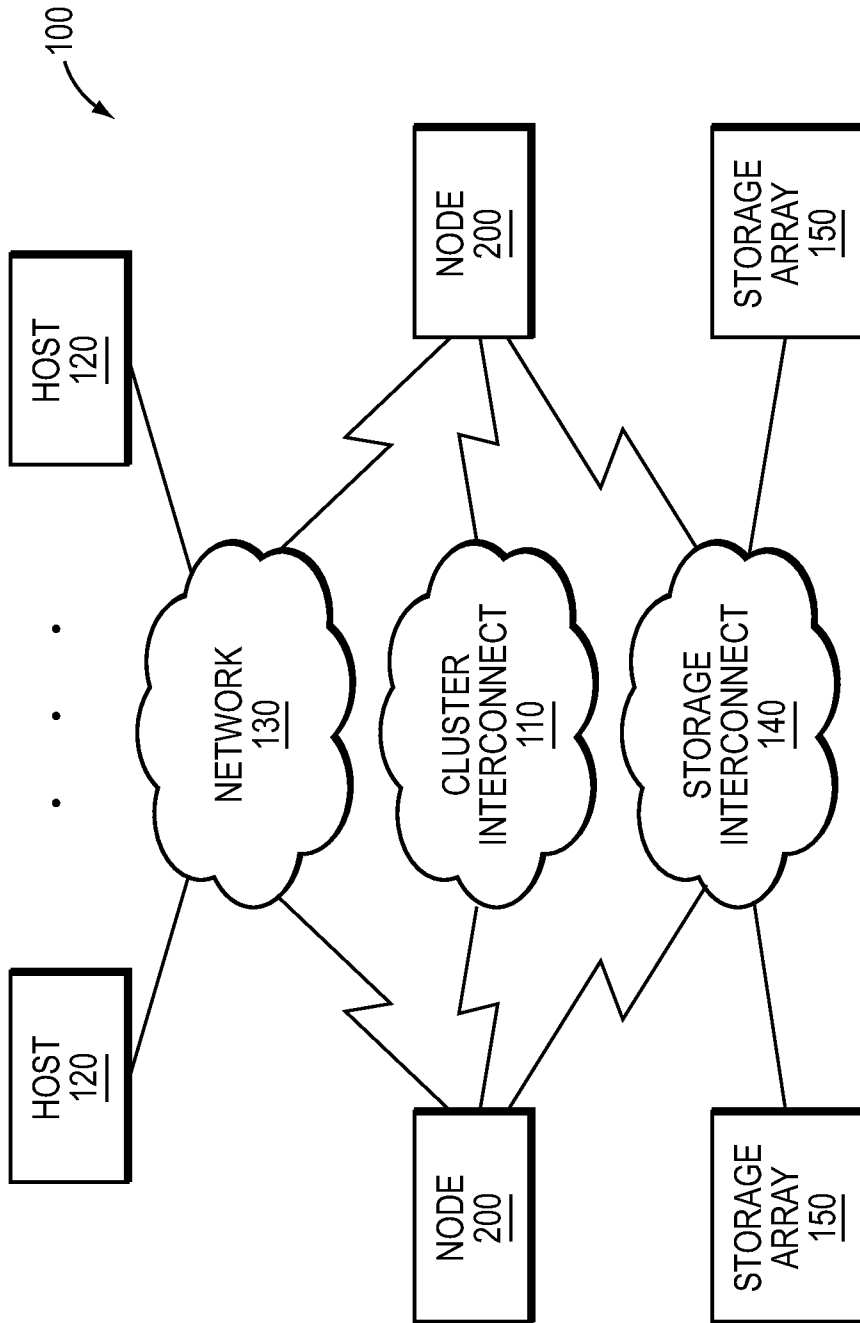 100
HOST
120
. . .
HOST
120
NETWORK
130
NODE
200
CLUSTER
INTERCONNECT
110
NODE
200
STORAGE
INTERCONNECT
140
STORAGE
ARRAY
150
STORAGE
ARRAY
150